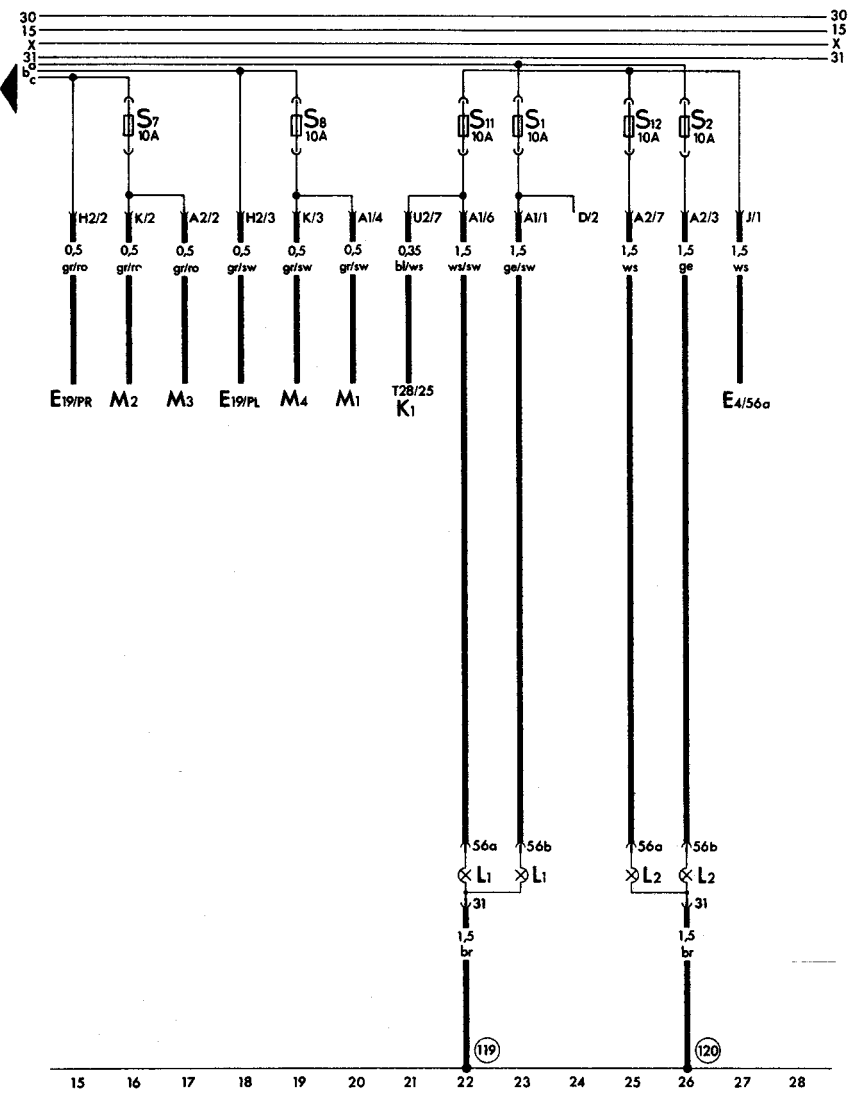 30 30
15 15
X X
31 31
a
b
c
S7 S8 S11 S1 S12 S2
10A 10A 10A 10A 10A 10A
H2/2 K/2 A2/2 H2/3 K/3 A1/4 U2/7 A1/6 A1/1 D/2 A2/7 A2/3 J/1
0,5 0,5 0,5 0,5 0,5 0,5 0,35 1,5 1,5 1,5 1,5 1,5
gr/ro gr/ro gr/ro gr/sw gr/sw gr/sw bl/ws ws/sw ge/sw ws ge ws
E19/PR M2 M3 E19/PL M4 M1 T28/25 E4/56a
K1
56a 56b 56a 56b
L1 L1 L2 L2
31 31
1,5 1,5
br br
119 120
15 16 17 18 19 20 21 22 23 24 25 26 27 28